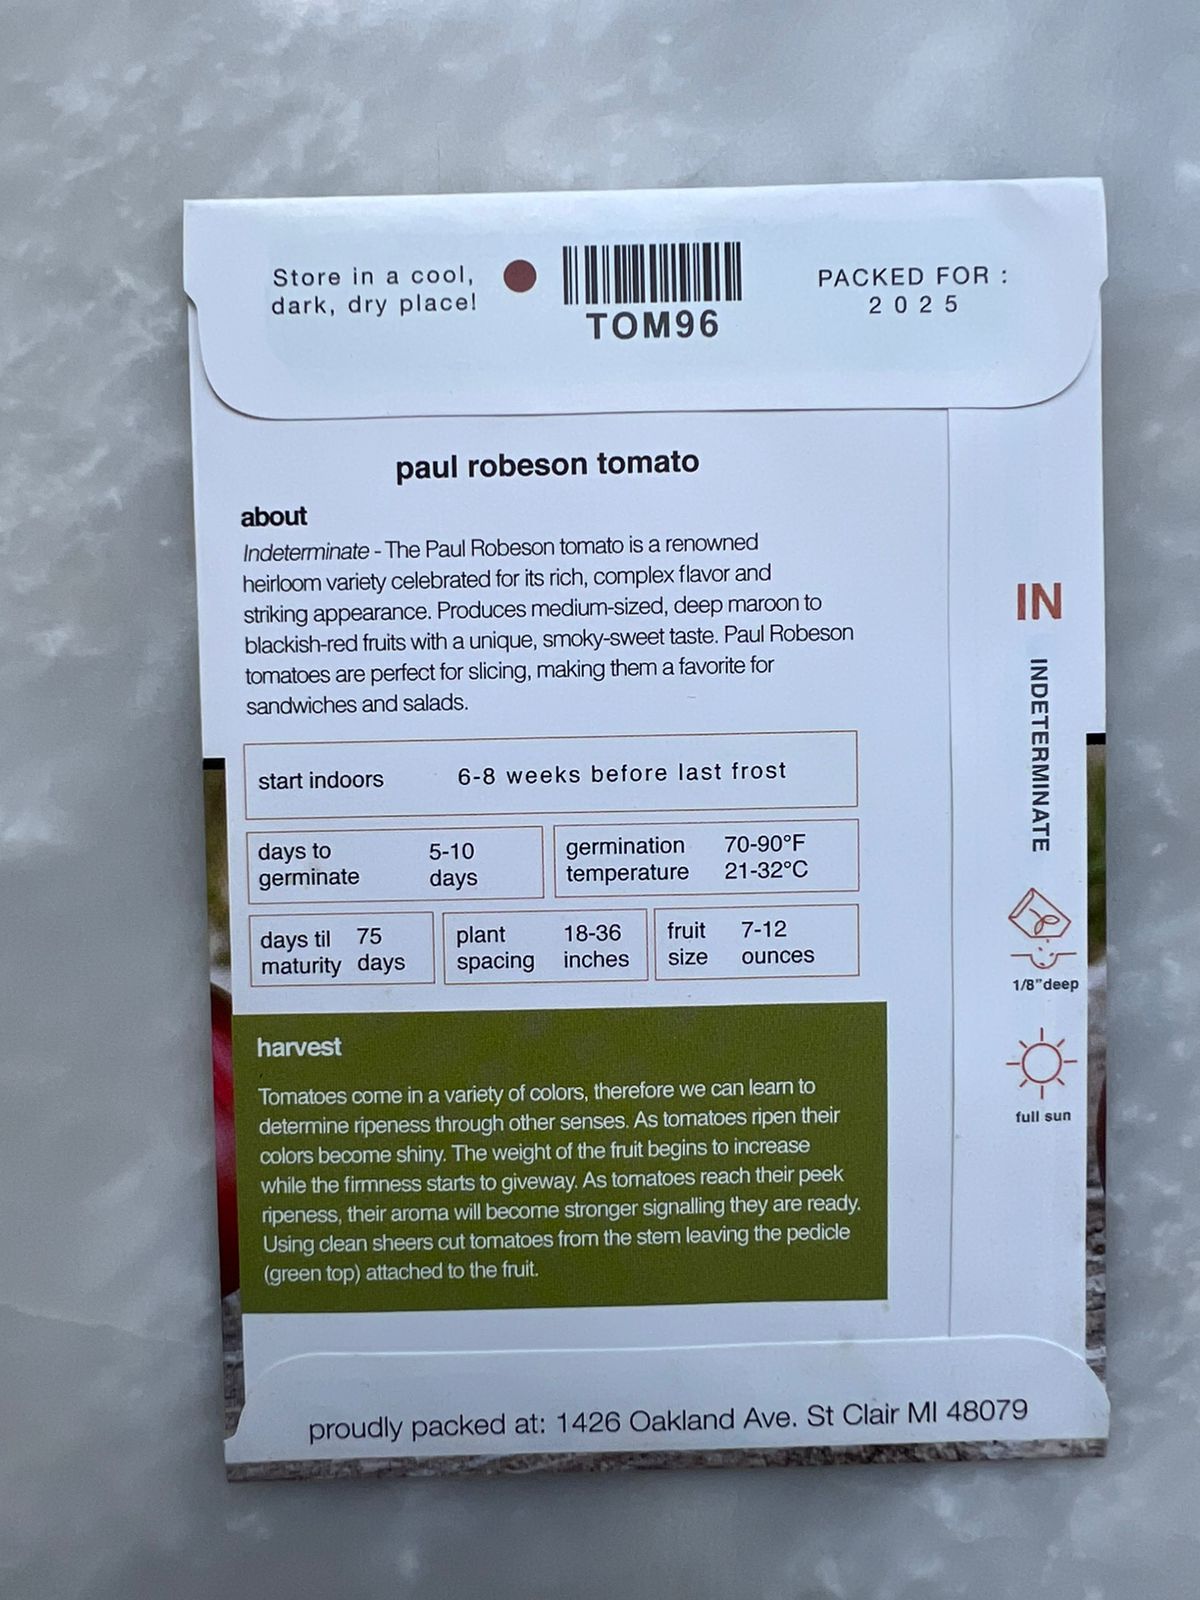 Store in a cool,
dark, dry place!
TOM96
PACKED FOR :
2025
paul robeson tomato
about
Indeterminate - The Paul Robeson tomato is a renowned
heirloom variety celebrated for its rich, complex flavor and
striking appearance. Produces medium-sized, deep maroon to
blackish-red fruits with a unique, smoky-sweet taste. Paul Robeson
tomatoes are perfect for slicing, making them a favorite for
sandwiches and salads.
start indoors 6-8 weeks before last frost
days to
germinate
5-10
days
germination
temperature
70-90°F
21-32°C
days til
maturity
75
days
plant
spacing
18-36
inches
fruit
size
7-12
ounces
harvest
Tomatoes come in a variety of colors, therefore we can learn to
determine ripeness through other senses. As tomatoes ripen their
colors become shiny. The weight of the fruit begins to increase
while the firmness starts to giveway. As tomatoes reach their peek
ripeness, their aroma will become stronger signalling they are ready.
Using clean sheers cut tomatoes from the stem leaving the pedicle
(green top) attached to the fruit.
IN
INDETERMINATE
1/8"deep
full sun
proudly packed at: 1426 Oakland Ave. St Clair MI 48079